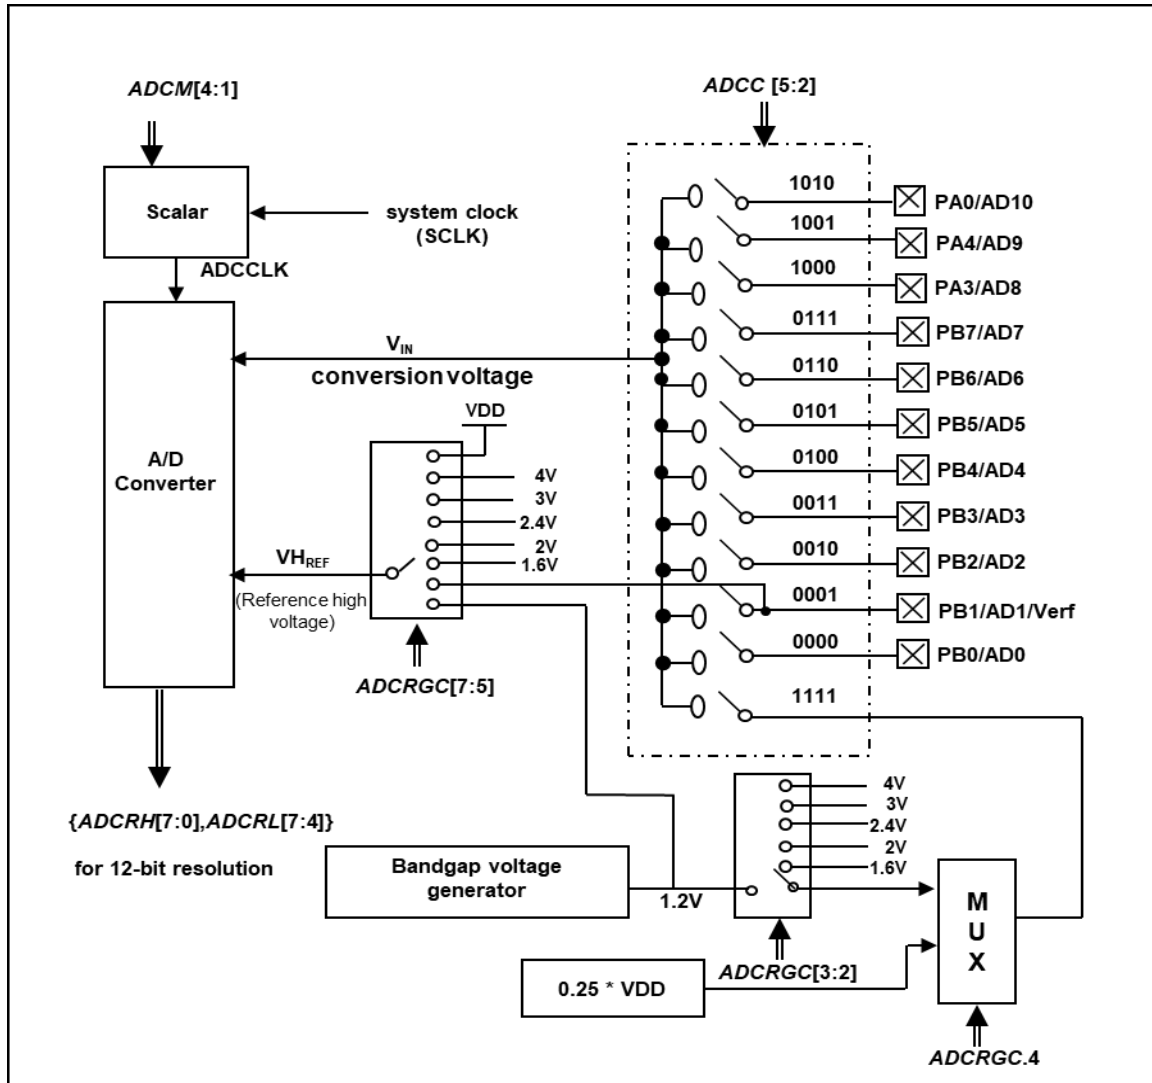 ADCM[4:1]
ADCC [5:2]
Scalar
system clock
(SCLK)
ADCCLK
1010
PA0/AD10
1001
PA4/AD9
1000
PA3/AD8
0111
PB7/AD7
VIN
conversion voltage
0110
PB6/AD6
VDD
0101
PB5/AD5
A/D
Converter
4V
3V
2.4V
2V
1.6V
0100
PB4/AD4
0011
PB3/AD3
0010
PB2/AD2
VHREF
(Reference high
voltage)
0001
PB1/AD1/Verf
0000
PB0/AD0
ADCRGC[7:5]
1111
{ADCRH[7:0],ADCRL[7:4]}
for 12-bit resolution
4V
3V
2.4V
2V
1.6V
Bandgap voltage
generator
1.2V
M
U
X
ADCRGC[3:2]
0.25 * VDD
ADCRGC.4